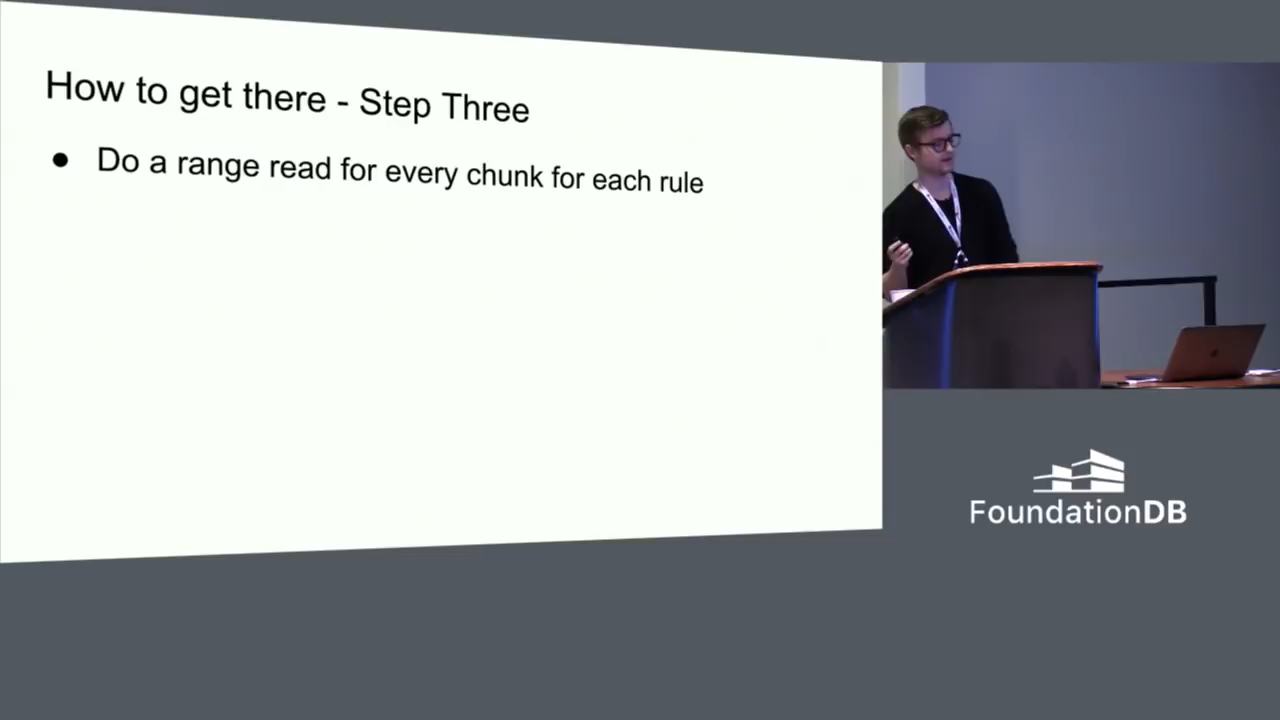 How to get there - Step Three
● Do a range read for every chunk for each rule
FoundationDB